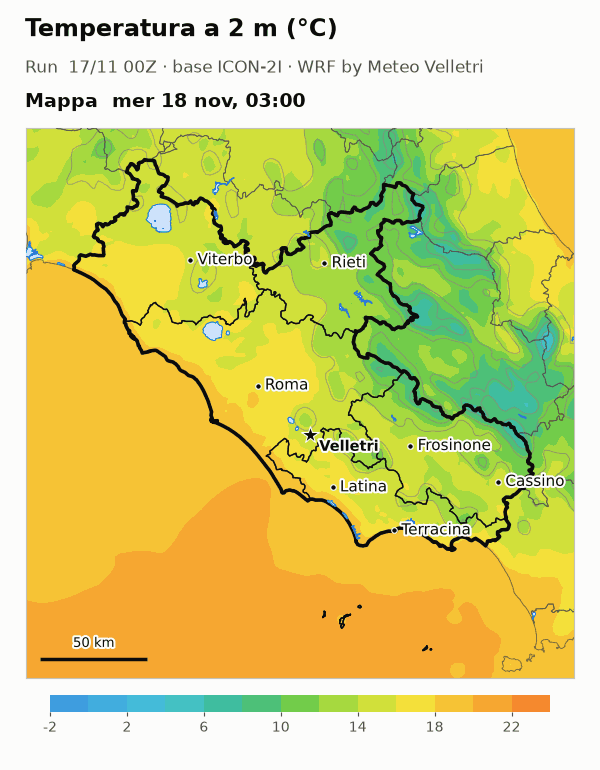 Temperatura a 2 m (°C)
Run  17/11 00Z · base ICON-2I · WRF by Meteo Velletri
Mappa  mer 18 nov, 03:00
Viterbo
Rieti
Roma
Velletri
Frosinone
Cassino
Latina
Terracina
50 km
-2 2 6 10 14 18 22